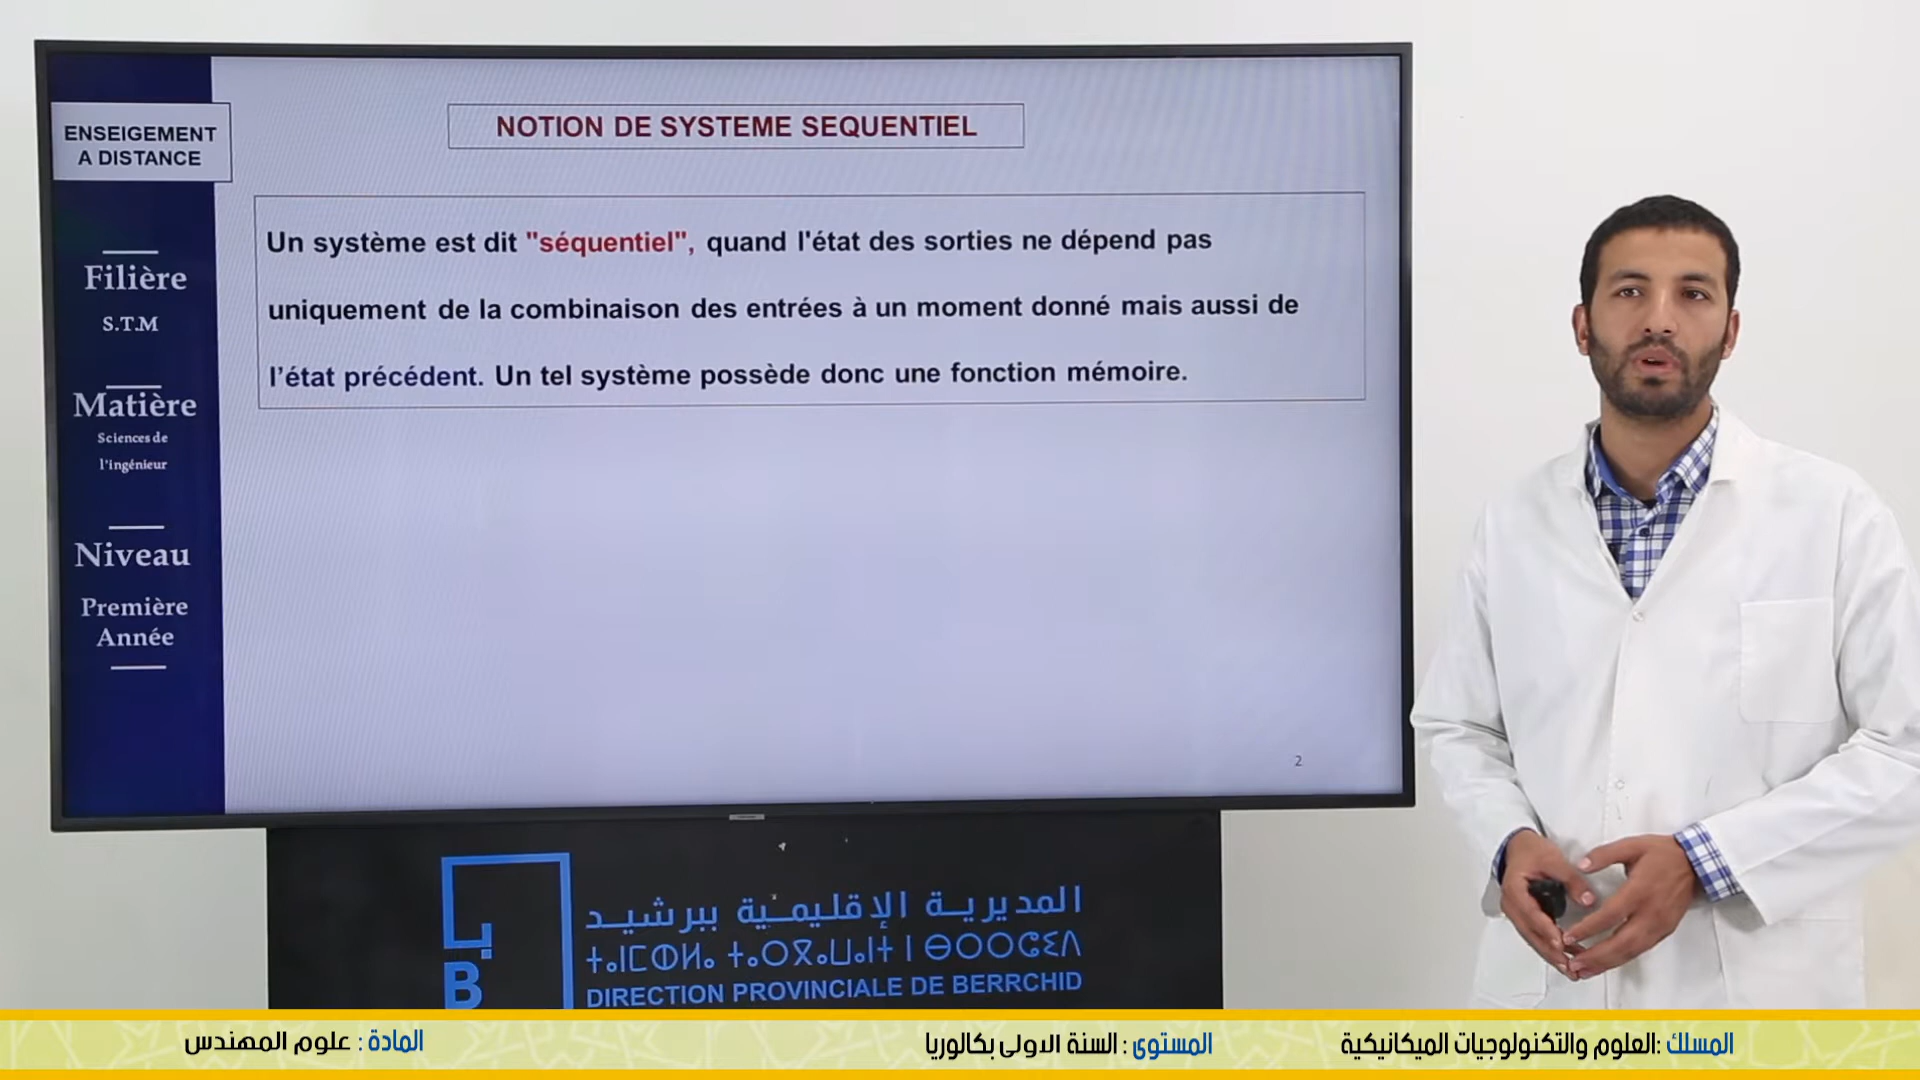 ENSEIGEMENT
A DISTANCE
Filière
S.T.M
Matière
Sciences de
l'ingénieur
Niveau
Première
Année
NOTION DE SYSTEME SEQUENTIEL
Un système est dit "séquentiel", quand l'état des sorties ne dépend pas
uniquement de la combinaison des entrées à un moment donné mais aussi de
l'état précédent. Un tel système possède donc une fonction mémoire.
2
B
المديرية الإقليمية ببرشيد
ⵜⴰⵏⵎⵀⵍⴰ ⵜⴰⵔⴳⴰⵡⴰⵏⵜ ⵏ ⴱⵔⵔⵛⵉⴷ
DIRECTION PROVINCIALE DE BERRCHID
المسلك :العلوم والتكنولوجيات الميكانيكية
المستوى : السنة الاولى بكالوريا
المادة : علوم المهندس